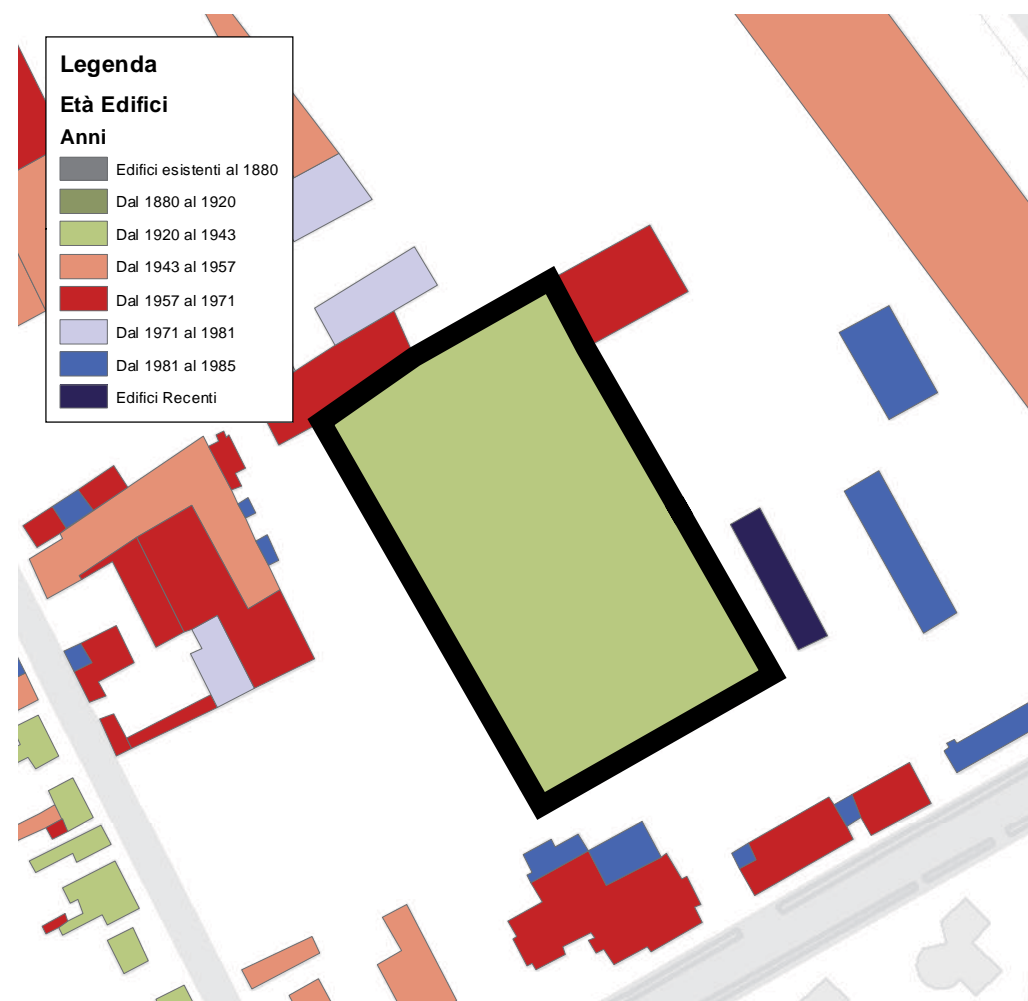 Legenda
Età Edifici
Anni
Edifici esistenti al 1880
Dal 1880 al 1920
Dal 1920 al 1943
Dal 1943 al 1957
Dal 1957 al 1971
Dal 1971 al 1981
Dal 1981 al 1985
Edifici Recenti